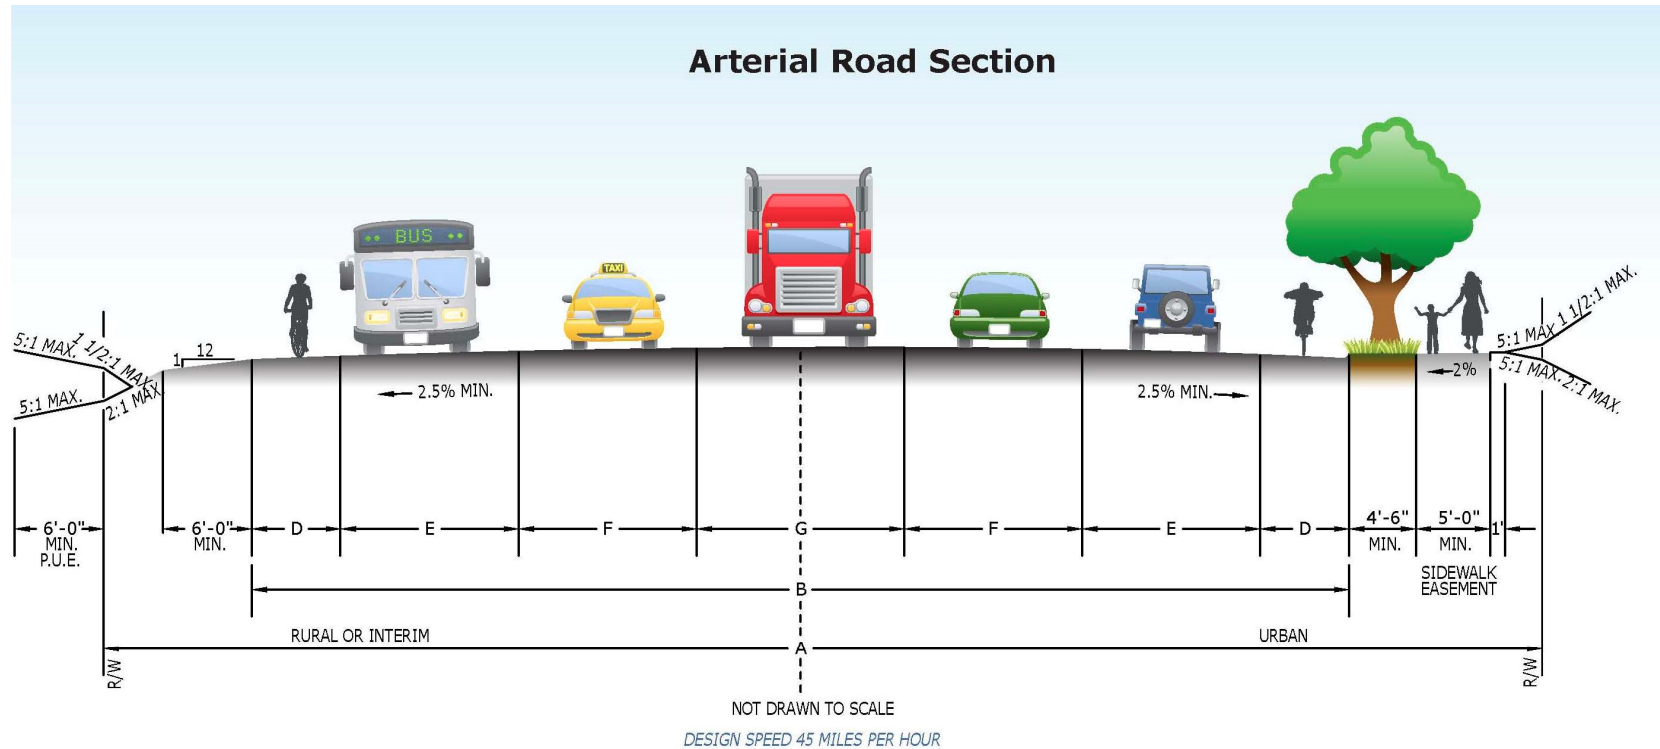 Arterial Road Section
BUS
TAXI
5:1 MAX.
1 1/2:1 MAX
5:1 MAX.
2:1 MAX
1
12
2.5% MIN.
2.5% MIN.
2%
5:1 MAX
1 1/2:1 MAX.
5:1 MAX.
2:1 MAX.
6'-0"
MIN.
P.U.E.
6'-0"
MIN.
D
E
F
G
F
E
D
4'-6"
MIN.
5'-0"
MIN.
1'
SIDEWALK
EASEMENT
B
RURAL OR INTERIM
URBAN
A
R/W
R/W
NOT DRAWN TO SCALE
DESIGN SPEED 45 MILES PER HOUR